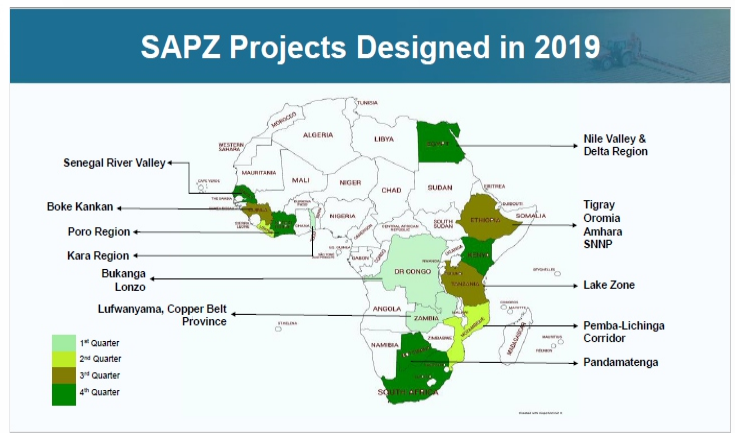 SAPZ Projects Designed in 2019
TUNISIA
MOROCCO
ALGERIA
LIBYA
WESTERN
SAHARA
MAURITANIA
MALI
NIGER
CHAD
SUDAN
ERITREA
NIGERIA
ETHIOPIA
SOMALIA
SOUTH
SUDAN
CENTRAL AFRICAN
REPUBLIC
GABON
DR CONGO
KENYA
TANZANIA
SEYCHELLES
ANGOLA
ZAMBIA
MOZAMBIQUE
ZIMBABWE
MADAGASCAR
NAMIBIA
SOUTH AFRICA
Senegal River Valley
Boke Kankan
Poro Region
Kara Region
Bukanga
Lonzo
Lufwanyama, Copper Belt
Province
Nile Valley &
Delta Region
Tigray
Oromia
Amhara
SNNP
Lake Zone
Pemba-Lichinga
Corridor
Pandamatenga
1st Quarter
2nd Quarter
3rd Quarter
4th Quarter